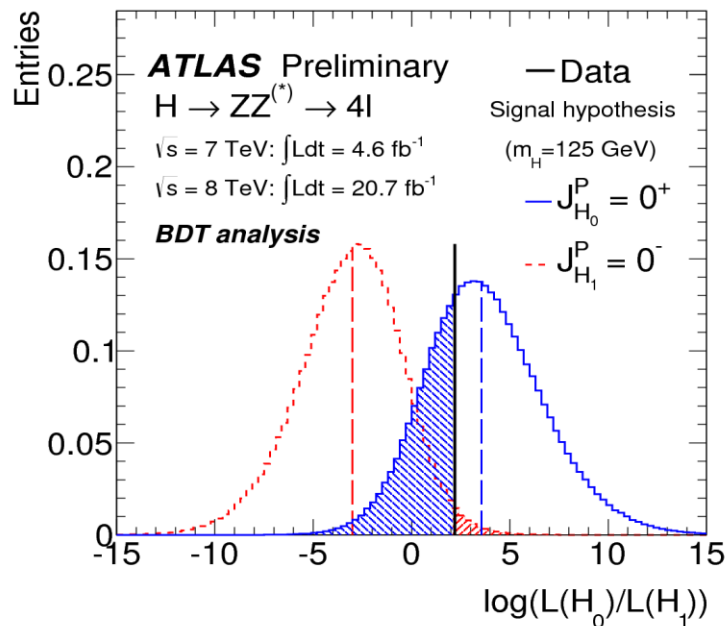 Entries
0.25
0.2
0.15
0.1
0.05
0
-15 -10 -5 0 5 10 15
log(L(H₀)/L(H₁))
ATLAS Preliminary
H → ZZ⁽*⁾ → 4l
√s = 7 TeV: ∫Ldt = 4.6 fb⁻¹
√s = 8 TeV: ∫Ldt = 20.7 fb⁻¹
BDT analysis
Data
Signal hypothesis
(m_H=125 GeV)
J^P_H₀ = 0⁺
J^P_H₁ = 0⁻